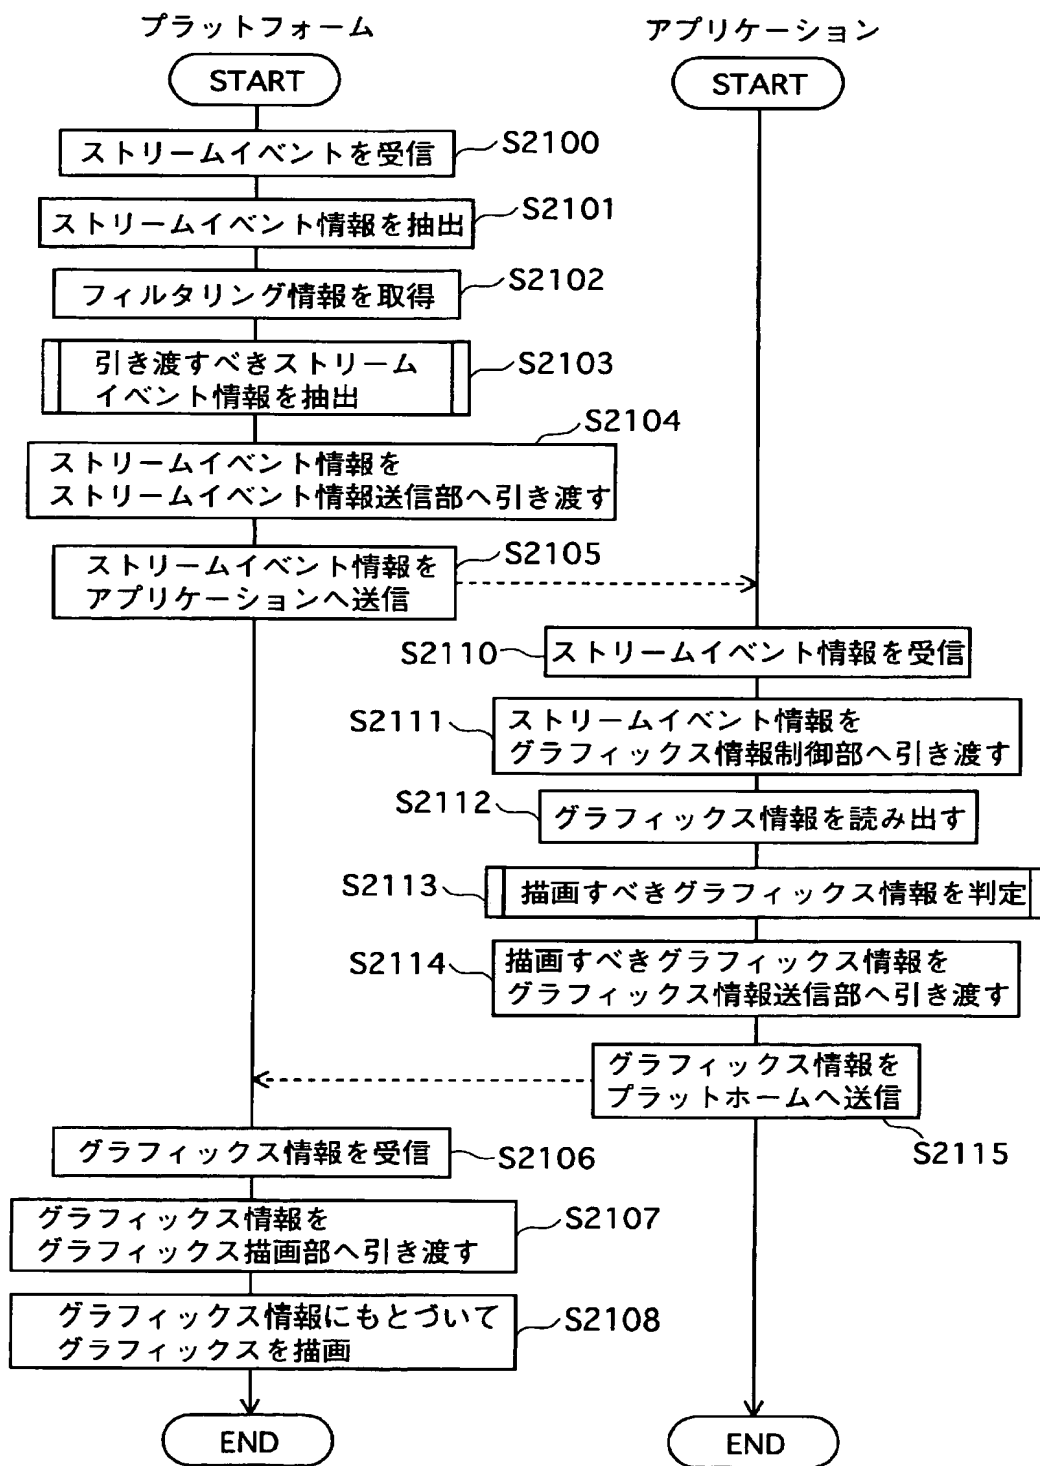 プラットフォーム
アプリケーション
START
START
ストリームイベントを受信
S2100
ストリームイベント情報を抽出
S2101
フィルタリング情報を取得
S2102
引き渡すべきストリーム
イベント情報を抽出
S2103
S2104
ストリームイベント情報を
ストリームイベント情報送信部へ引き渡す
ストリームイベント情報を
アプリケーションへ送信
S2105
S2110
ストリームイベント情報を受信
S2111
ストリームイベント情報を
グラフィックス情報制御部へ引き渡す
S2112
グラフィックス情報を読み出す
S2113
描画すべきグラフィックス情報を判定
S2114
描画すべきグラフィックス情報を
グラフィックス情報送信部へ引き渡す
グラフィックス情報を
プラットホームへ送信
S2115
グラフィックス情報を受信
S2106
グラフィックス情報を
グラフィックス描画部へ引き渡す
S2107
グラフィックス情報にもとづいて
グラフィックスを描画
S2108
END
END